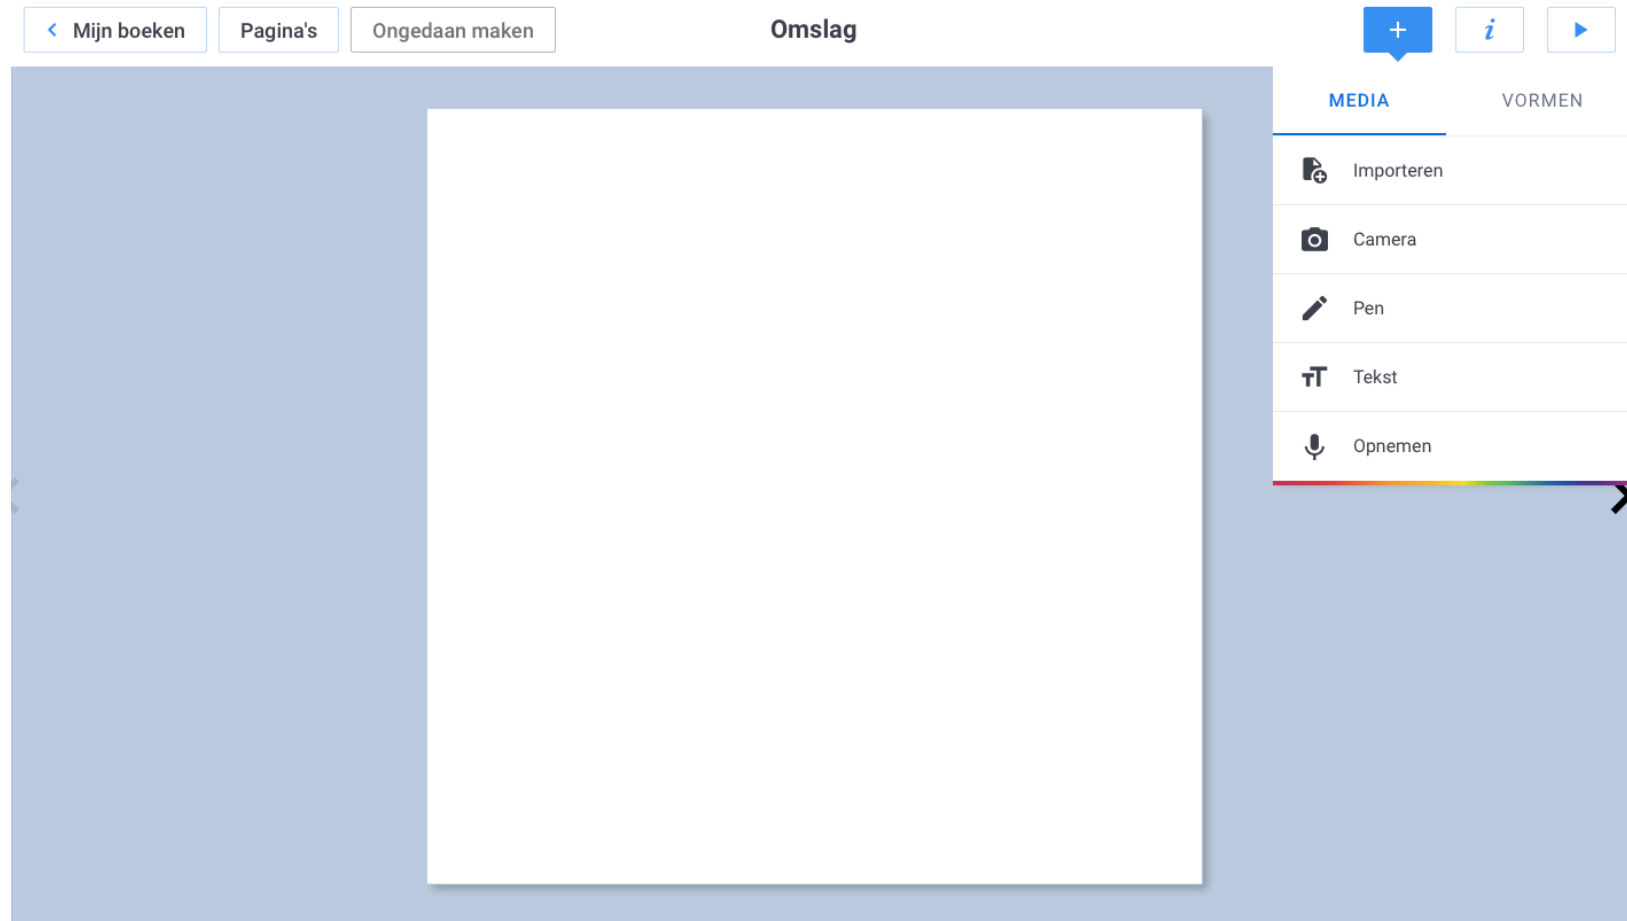 Mijn boeken
Pagina's
Ongedaan maken
Omslag
MEDIA
VORMEN
Importeren
Camera
Pen
Tekst
Opnemen